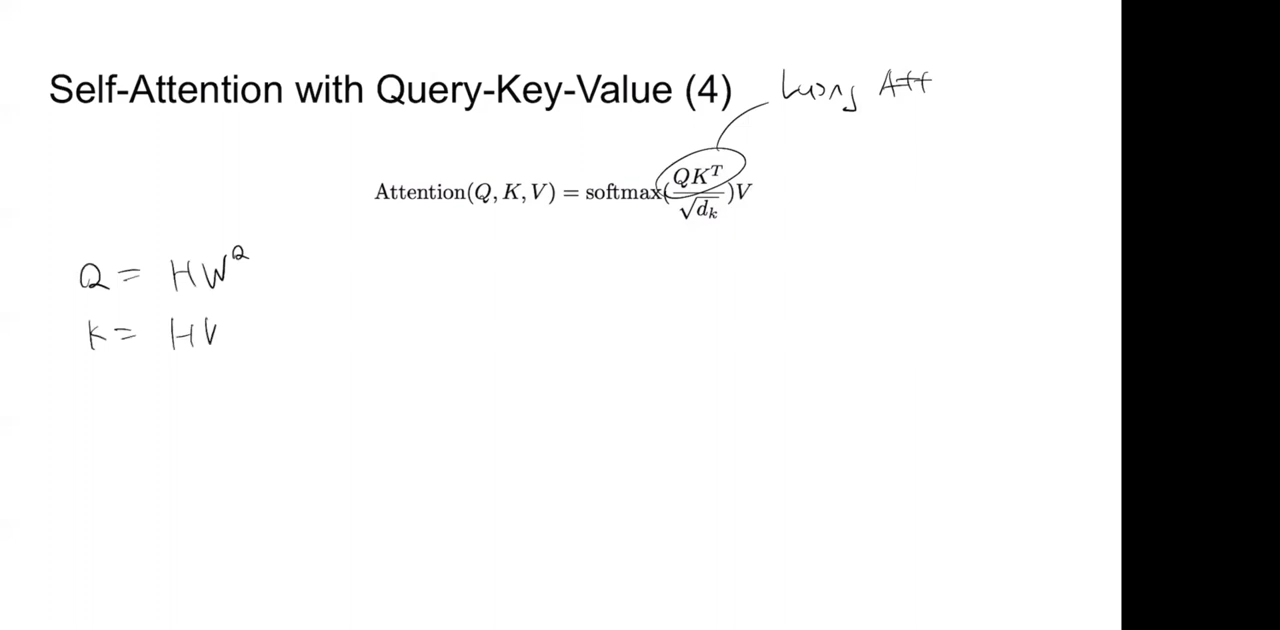 Self-Attention with Query-Key-Value (4)
Luong Att
Attention(Q, K, V) = softmax(QK^T / √d_k)V
Q = HW^Q
K = HV